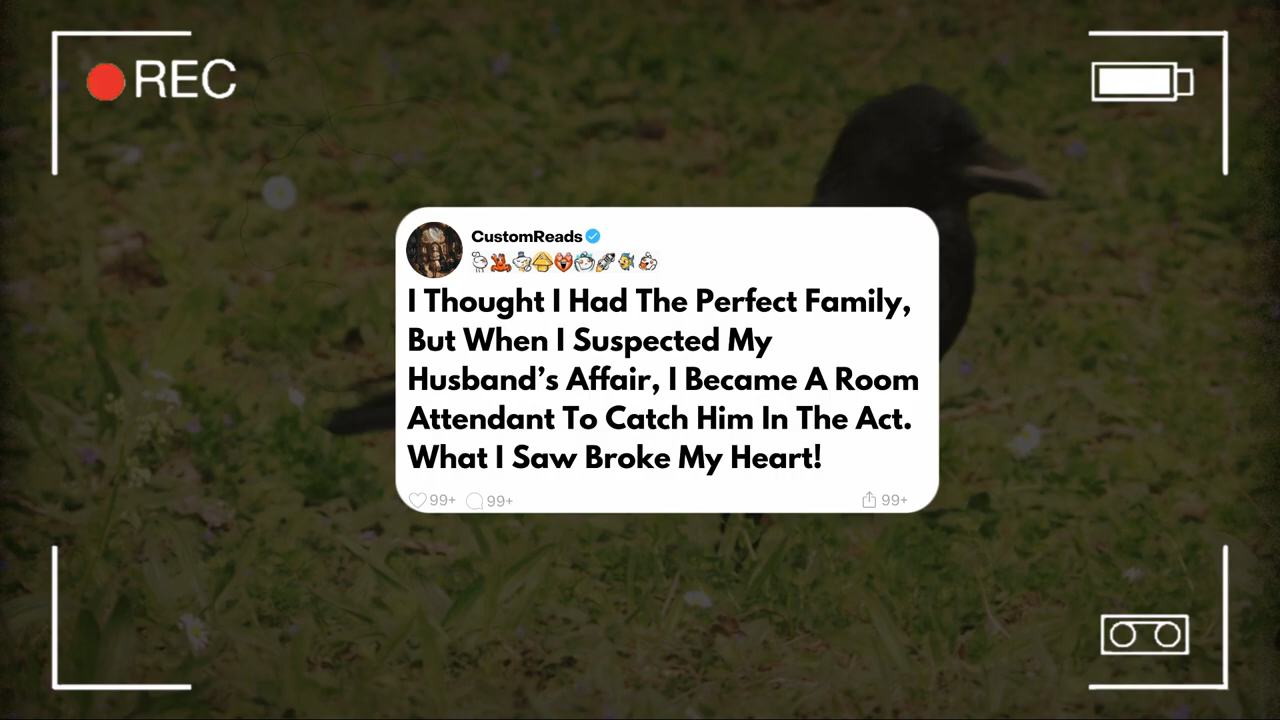 REC
CustomReads
I Thought I Had The Perfect Family,
But When I Suspected My
Husband’s Affair, I Became A Room
Attendant To Catch Him In The Act.
What I Saw Broke My Heart!
99+ 99+ 99+